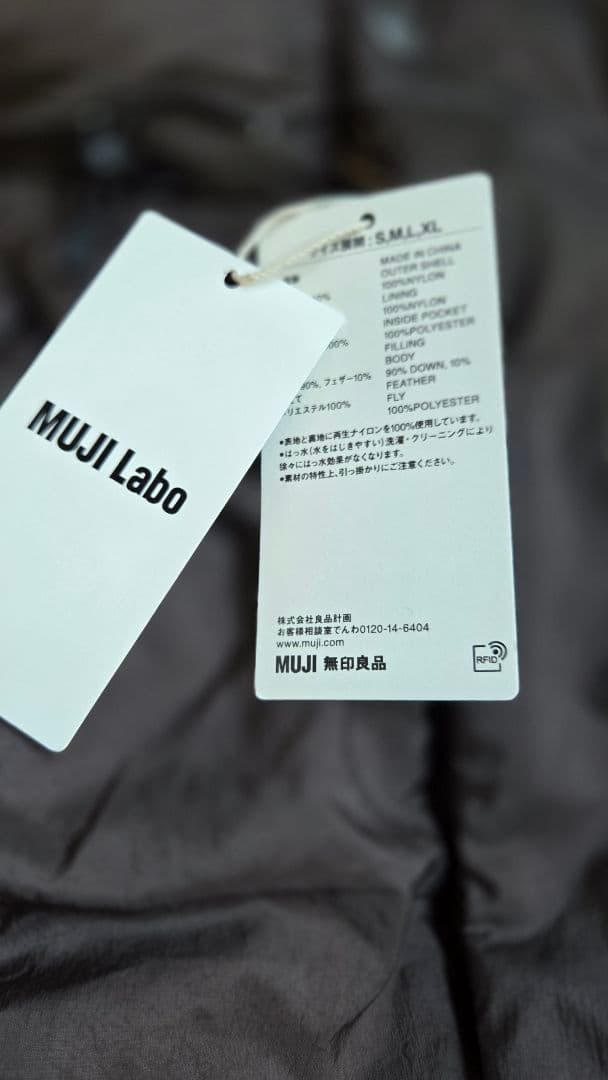 MUJI Labo
サイズ展開:S,M,L,XL
MADE IN CHINA
OUTER SHELL
100%NYLON
LINING
100%NYLON
INSIDE POCKET
100%POLYESTER
FILLING
BODY
90% DOWN, 10%
FEATHER
FLY
100%POLYESTER
00%
90%, フェザー10%
て
リエステル100%
•表地と裏地に再生ナイロンを100%使用しています。
•はっ水(水をはじきやすい)洗濯・クリーニングにより
徐々にはっ水効果がなくなります。
•素材の特性上、引っ掛かりにご注意ください。
株式会社良品計画
お客様相談室でんわ0120-14-6404
www.muji.com
MUJI 無印良品
RFID